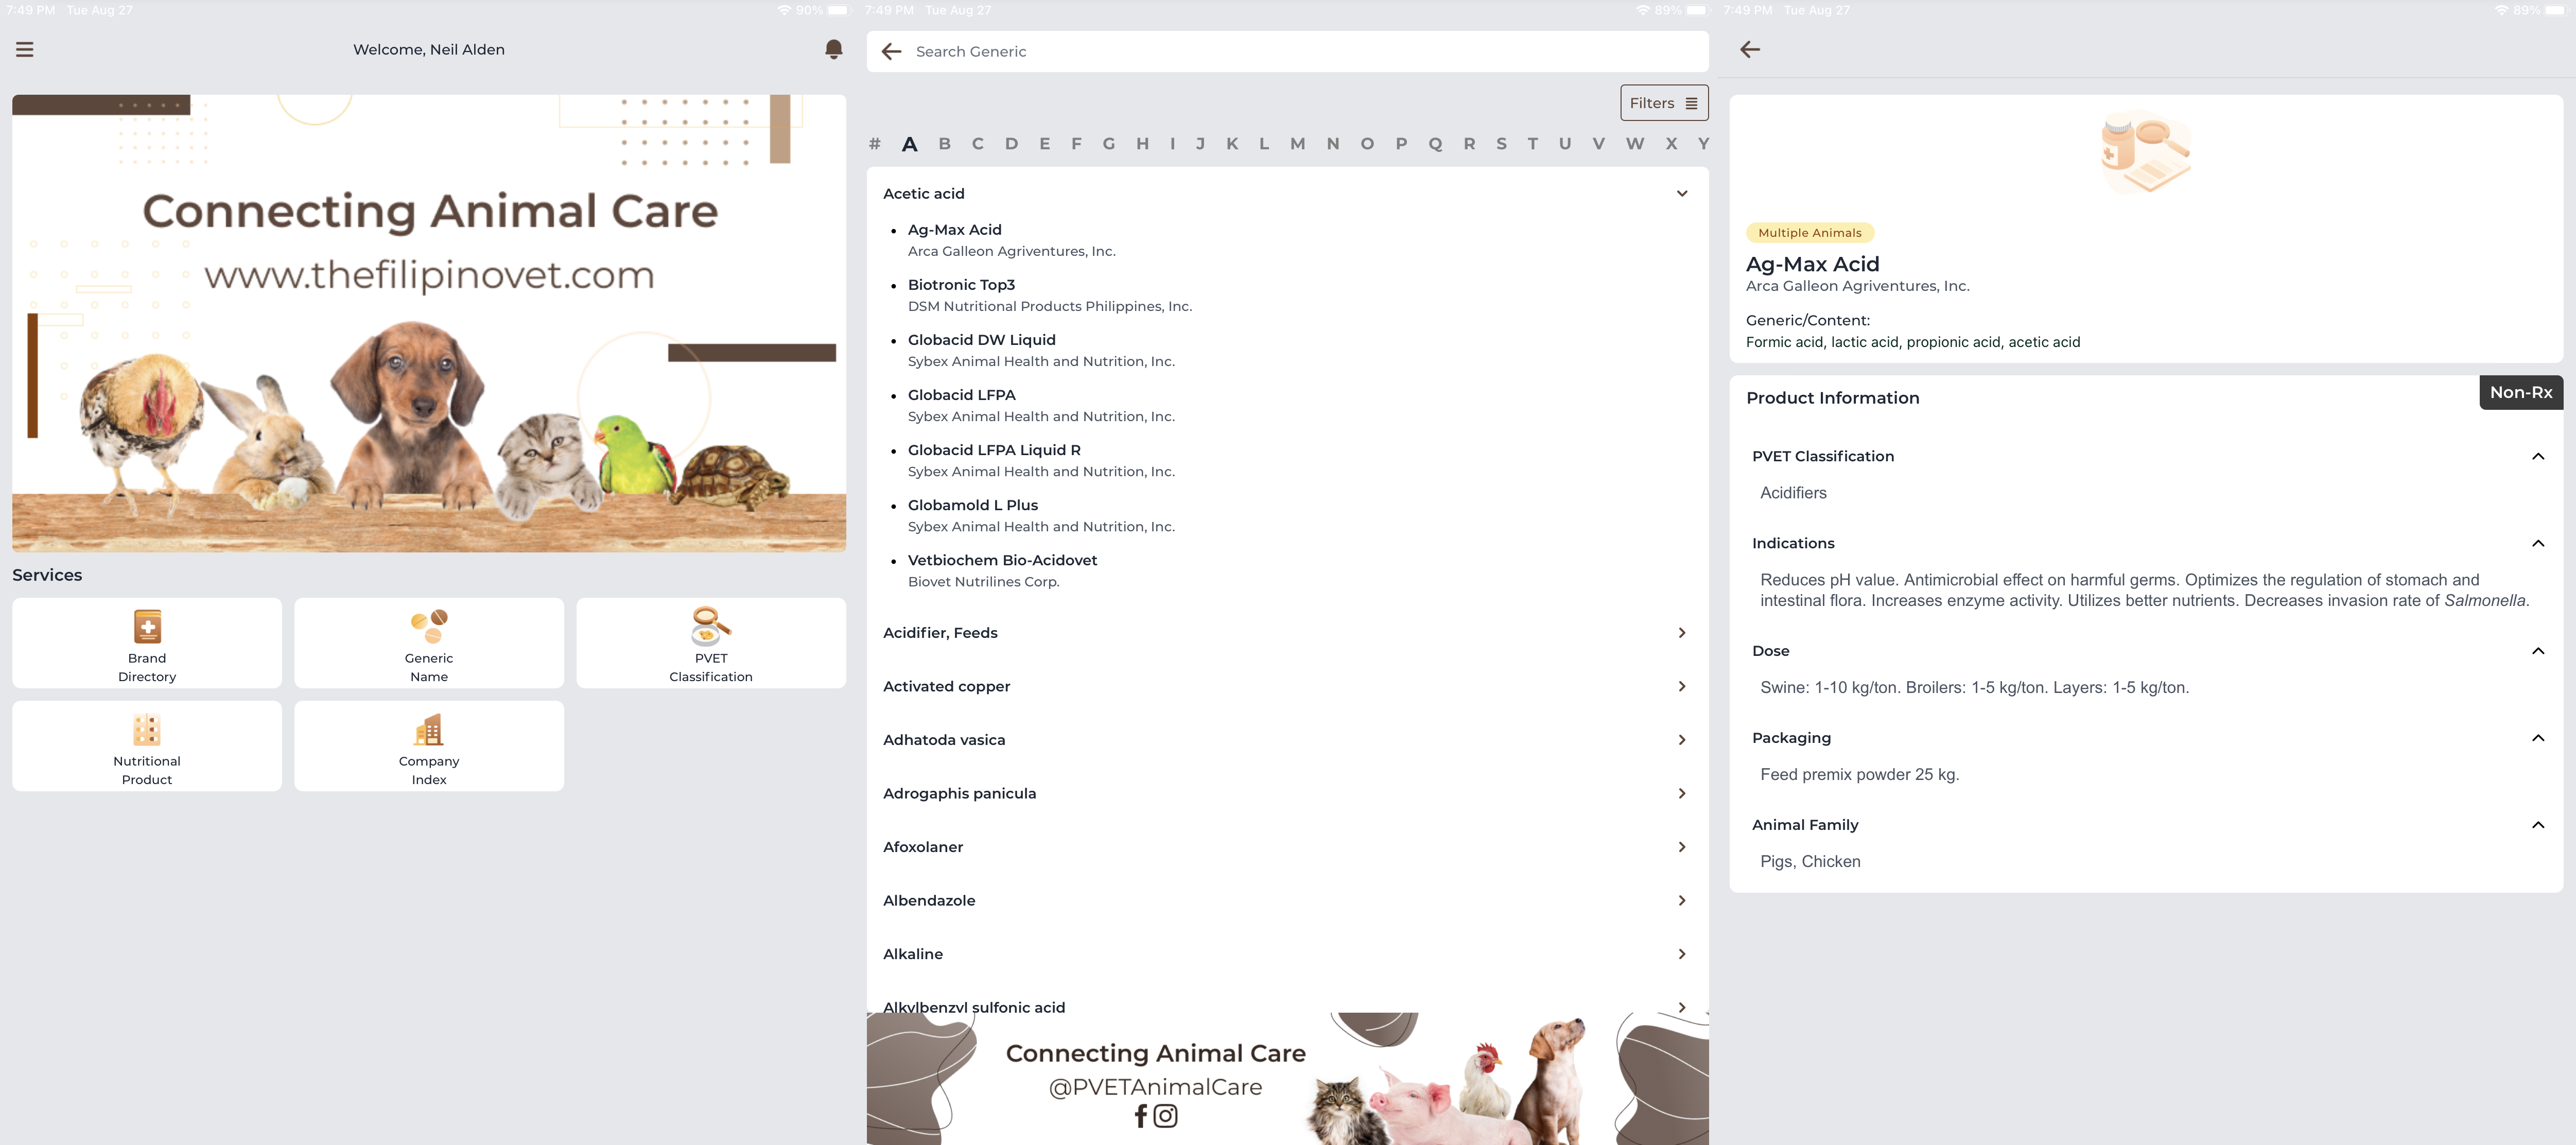 7:49 PM Tue Aug 27
90%
Welcome, Neil Alden
Connecting Animal Care
www.thefilipinovet.com
Services
Brand
Directory
Generic
Name
PVET
Classification
Nutritional
Product
Company
Index
7:49 PM Tue Aug 27
89%
Search Generic
Filters
# A B C D E F G H I J K L M N O P Q R S T U V W X Y
Acetic acid
• Ag-Max Acid
Arca Galleon Agriventures, Inc.
• Biotronic Top3
DSM Nutritional Products Philippines, Inc.
• Globacid DW Liquid
Sybex Animal Health and Nutrition, Inc.
• Globacid LFPA
Sybex Animal Health and Nutrition, Inc.
• Globacid LFPA Liquid R
Sybex Animal Health and Nutrition, Inc.
• Globamold L Plus
Sybex Animal Health and Nutrition, Inc.
• Vetbiochem Bio-Acidovet
Biovet Nutrilines Corp.
Acidifier, Feeds
Activated copper
Adhatoda vasica
Adrogaphis panicula
Afoxolaner
Albendazole
Alkaline
Alkylbenzyl sulfonic acid
Connecting Animal Care
@PVETAnimalCare
7:49 PM Tue Aug 27
89%
Multiple Animals
Ag-Max Acid
Arca Galleon Agriventures, Inc.
Generic/Content:
Formic acid, lactic acid, propionic acid, acetic acid
Product Information
Non-Rx
PVET Classification
Acidifiers
Indications
Reduces pH value. Antimicrobial effect on harmful germs. Optimizes the regulation of stomach and
intestinal flora. Increases enzyme activity. Utilizes better nutrients. Decreases invasion rate of Salmonella.
Dose
Swine: 1-10 kg/ton. Broilers: 1-5 kg/ton. Layers: 1-5 kg/ton.
Packaging
Feed premix powder 25 kg.
Animal Family
Pigs, Chicken